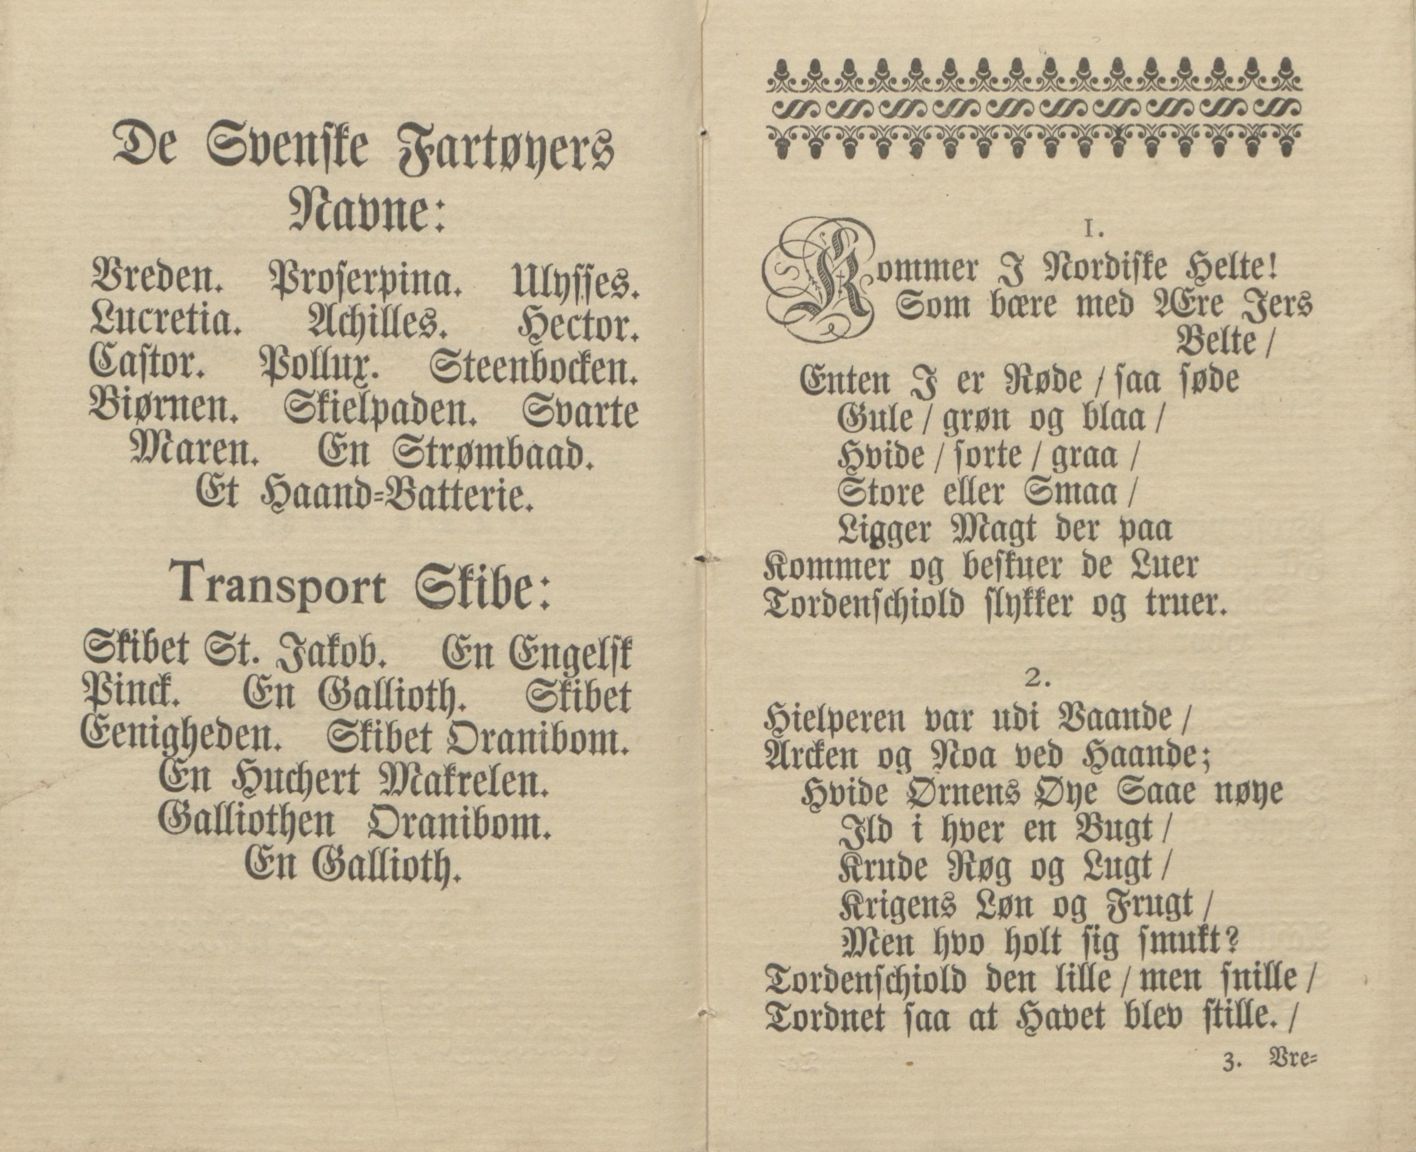 De Svenske Fartøyers
Navne:
Vreden. Proserpina. Ulysses.
Lucretia. Achilles. Hector.
Castor. Pollux. Steenbocken.
Biørnen. Skielpaden. Svarte
Maren. En Strømbaad.
Et Haand-Batterie.
Transport Skibe:
Skibet St. Jakob. En Engelsk
Pinck. En Gallioth. Skibet
Eenigheden. Skibet Oranibom.
En Huchert Makrelen.
Galliothen Oranibom.
En Gallioth.
1.
Kommer I Nordiske Helte!
Som bære med Ære Jers
Belte /
Enten I er Røde / saa søde
Gule / grøn og blaa /
Hvide / sorte / graa /
Store eller Smaa /
Ligger Magt der paa
Kommer og beskuer de Luer
Tordenschiold slykker og truer.
2.
Hielperen var udi Vaande /
Arcken og Noa ved Haande;
Hvide Ørnens Øye Saae nøye
Ild i hver en Bugt /
Krude Røg og Lugt /
Krigens Løn og Frugt /
Men hvo holt sig smukt?
Tordenschiold den lille / men snille /
Tordnet saa at Havet blev stille. /
3. Vre-